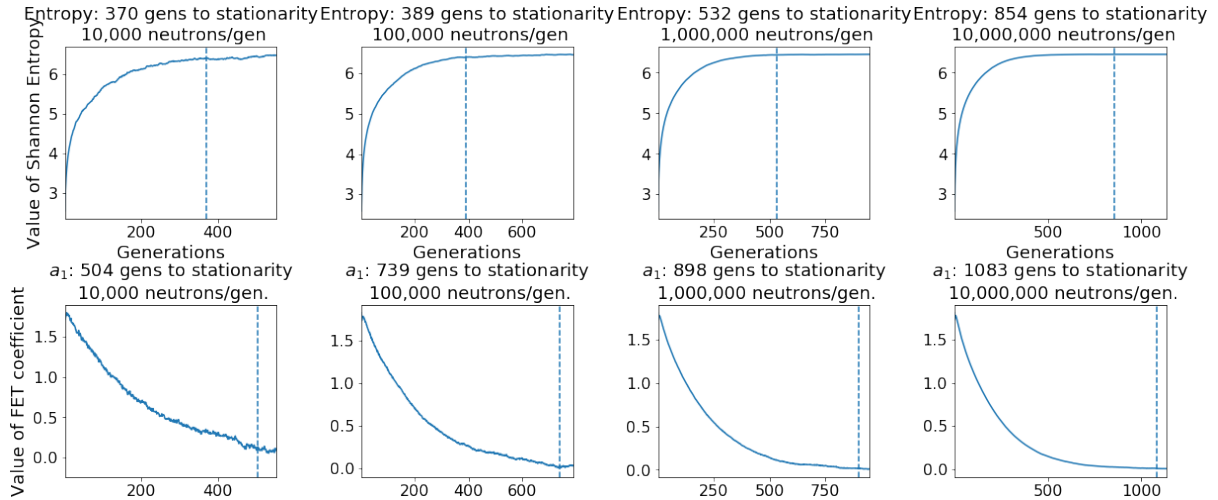 Entropy: 370 gens to stationarity
10,000 neutrons/gen
Entropy: 389 gens to stationarity
100,000 neutrons/gen
Entropy: 532 gens to stationarity
1,000,000 neutrons/gen
Entropy: 854 gens to stationarity
10,000,000 neutrons/gen
Value of Shannon Entropy
6
5
4
3
200 400
Generations
6
5
4
3
200 400 600
Generations
6
5
4
3
250 500 750
Generations
6
5
4
3
500 1000
Generations
a₁: 504 gens to stationarity
10,000 neutrons/gen.
a₁: 739 gens to stationarity
100,000 neutrons/gen.
a₁: 898 gens to stationarity
1,000,000 neutrons/gen.
a₁: 1083 gens to stationarity
10,000,000 neutrons/gen.
Value of FET coefficient
1.5
1.0
0.5
0.0
200 400
1.5
1.0
0.5
0.0
200 400 600
1.5
1.0
0.5
0.0
250 500 750
1.5
1.0
0.5
0.0
500 1000